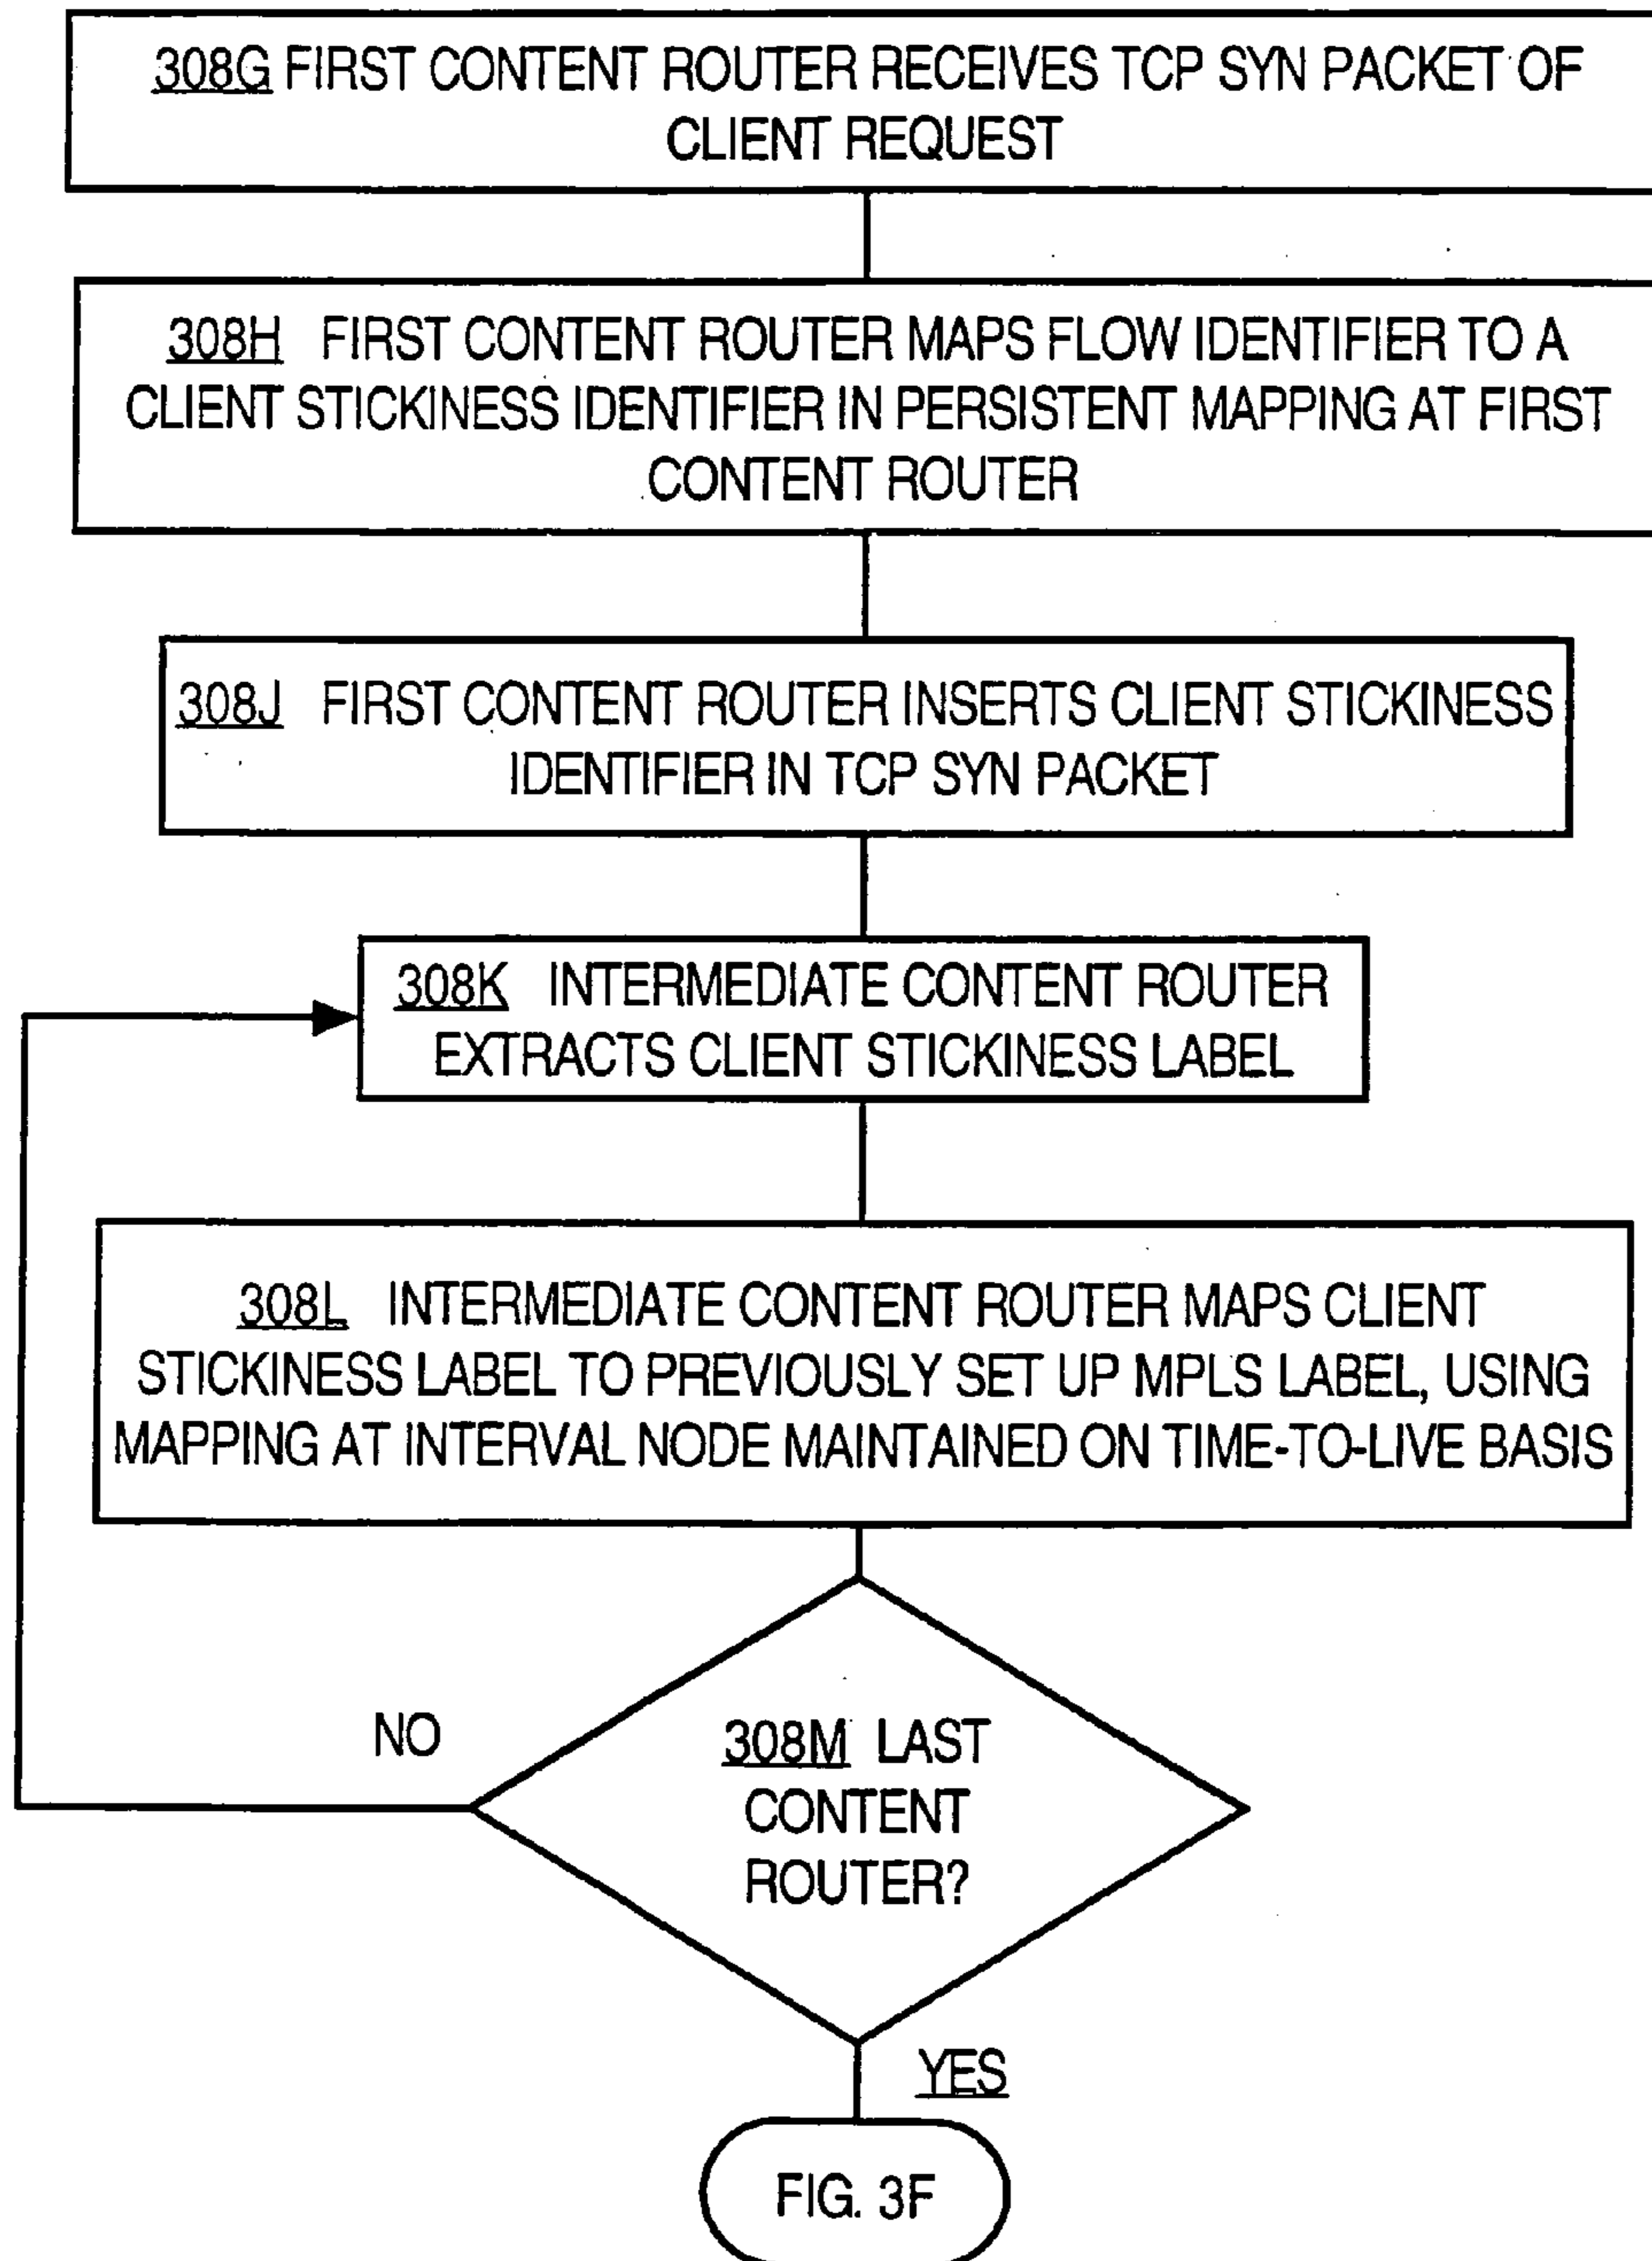 308G FIRST CONTENT ROUTER RECEIVES TCP SYN PACKET OF
CLIENT REQUEST
308H FIRST CONTENT ROUTER MAPS FLOW IDENTIFIER TO A
CLIENT STICKINESS IDENTIFIER IN PERSISTENT MAPPING AT FIRST
CONTENT ROUTER
308J FIRST CONTENT ROUTER INSERTS CLIENT STICKINESS
IDENTIFIER IN TCP SYN PACKET
308K INTERMEDIATE CONTENT ROUTER
EXTRACTS CLIENT STICKINESS LABEL
308L INTERMEDIATE CONTENT ROUTER MAPS CLIENT
STICKINESS LABEL TO PREVIOUSLY SET UP MPLS LABEL, USING
MAPPING AT INTERVAL NODE MAINTAINED ON TIME-TO-LIVE BASIS
NO
308M LAST
CONTENT
ROUTER?
YES
FIG. 3F